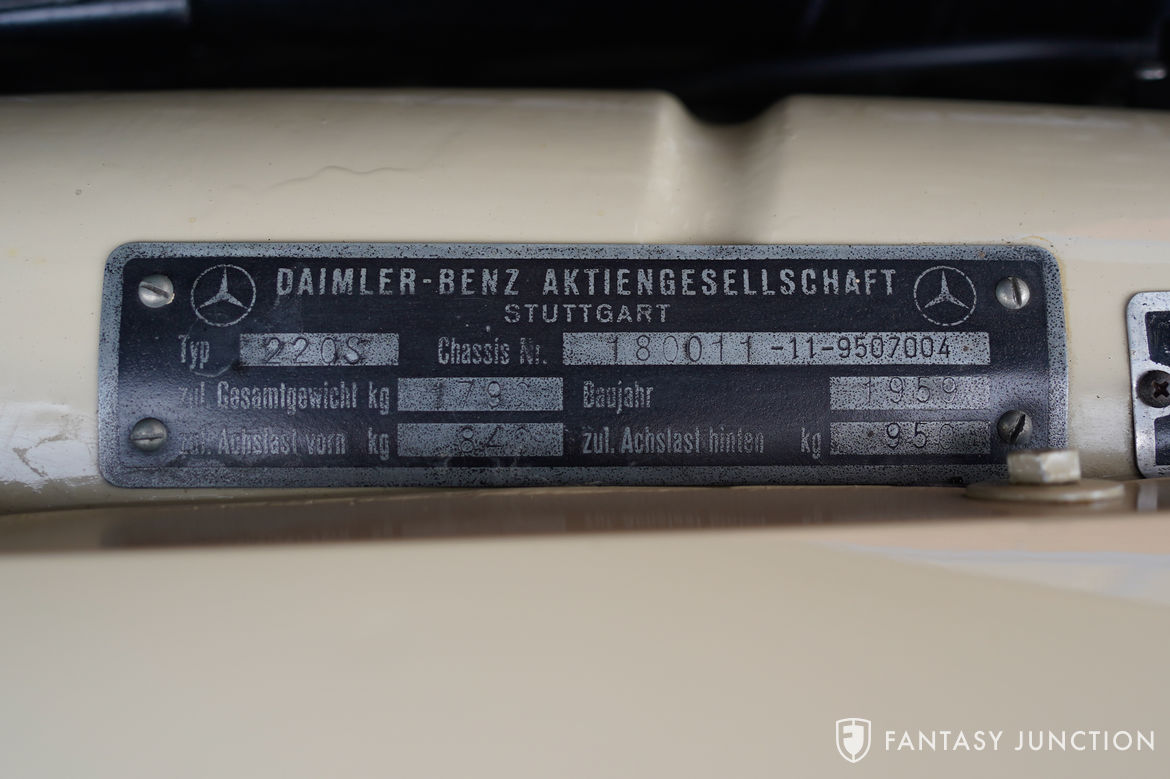 DAIMLER-BENZ AKTIENGESELLSCHAFT
STUTTGART
Typ 220S Chassis Nr. 180011-11-9507004
zul. Gesamtgewicht kg Baujahr 1959
zul. Achslast vorn kg zul. Achslast hinten kg 950
FANTASY JUNCTION